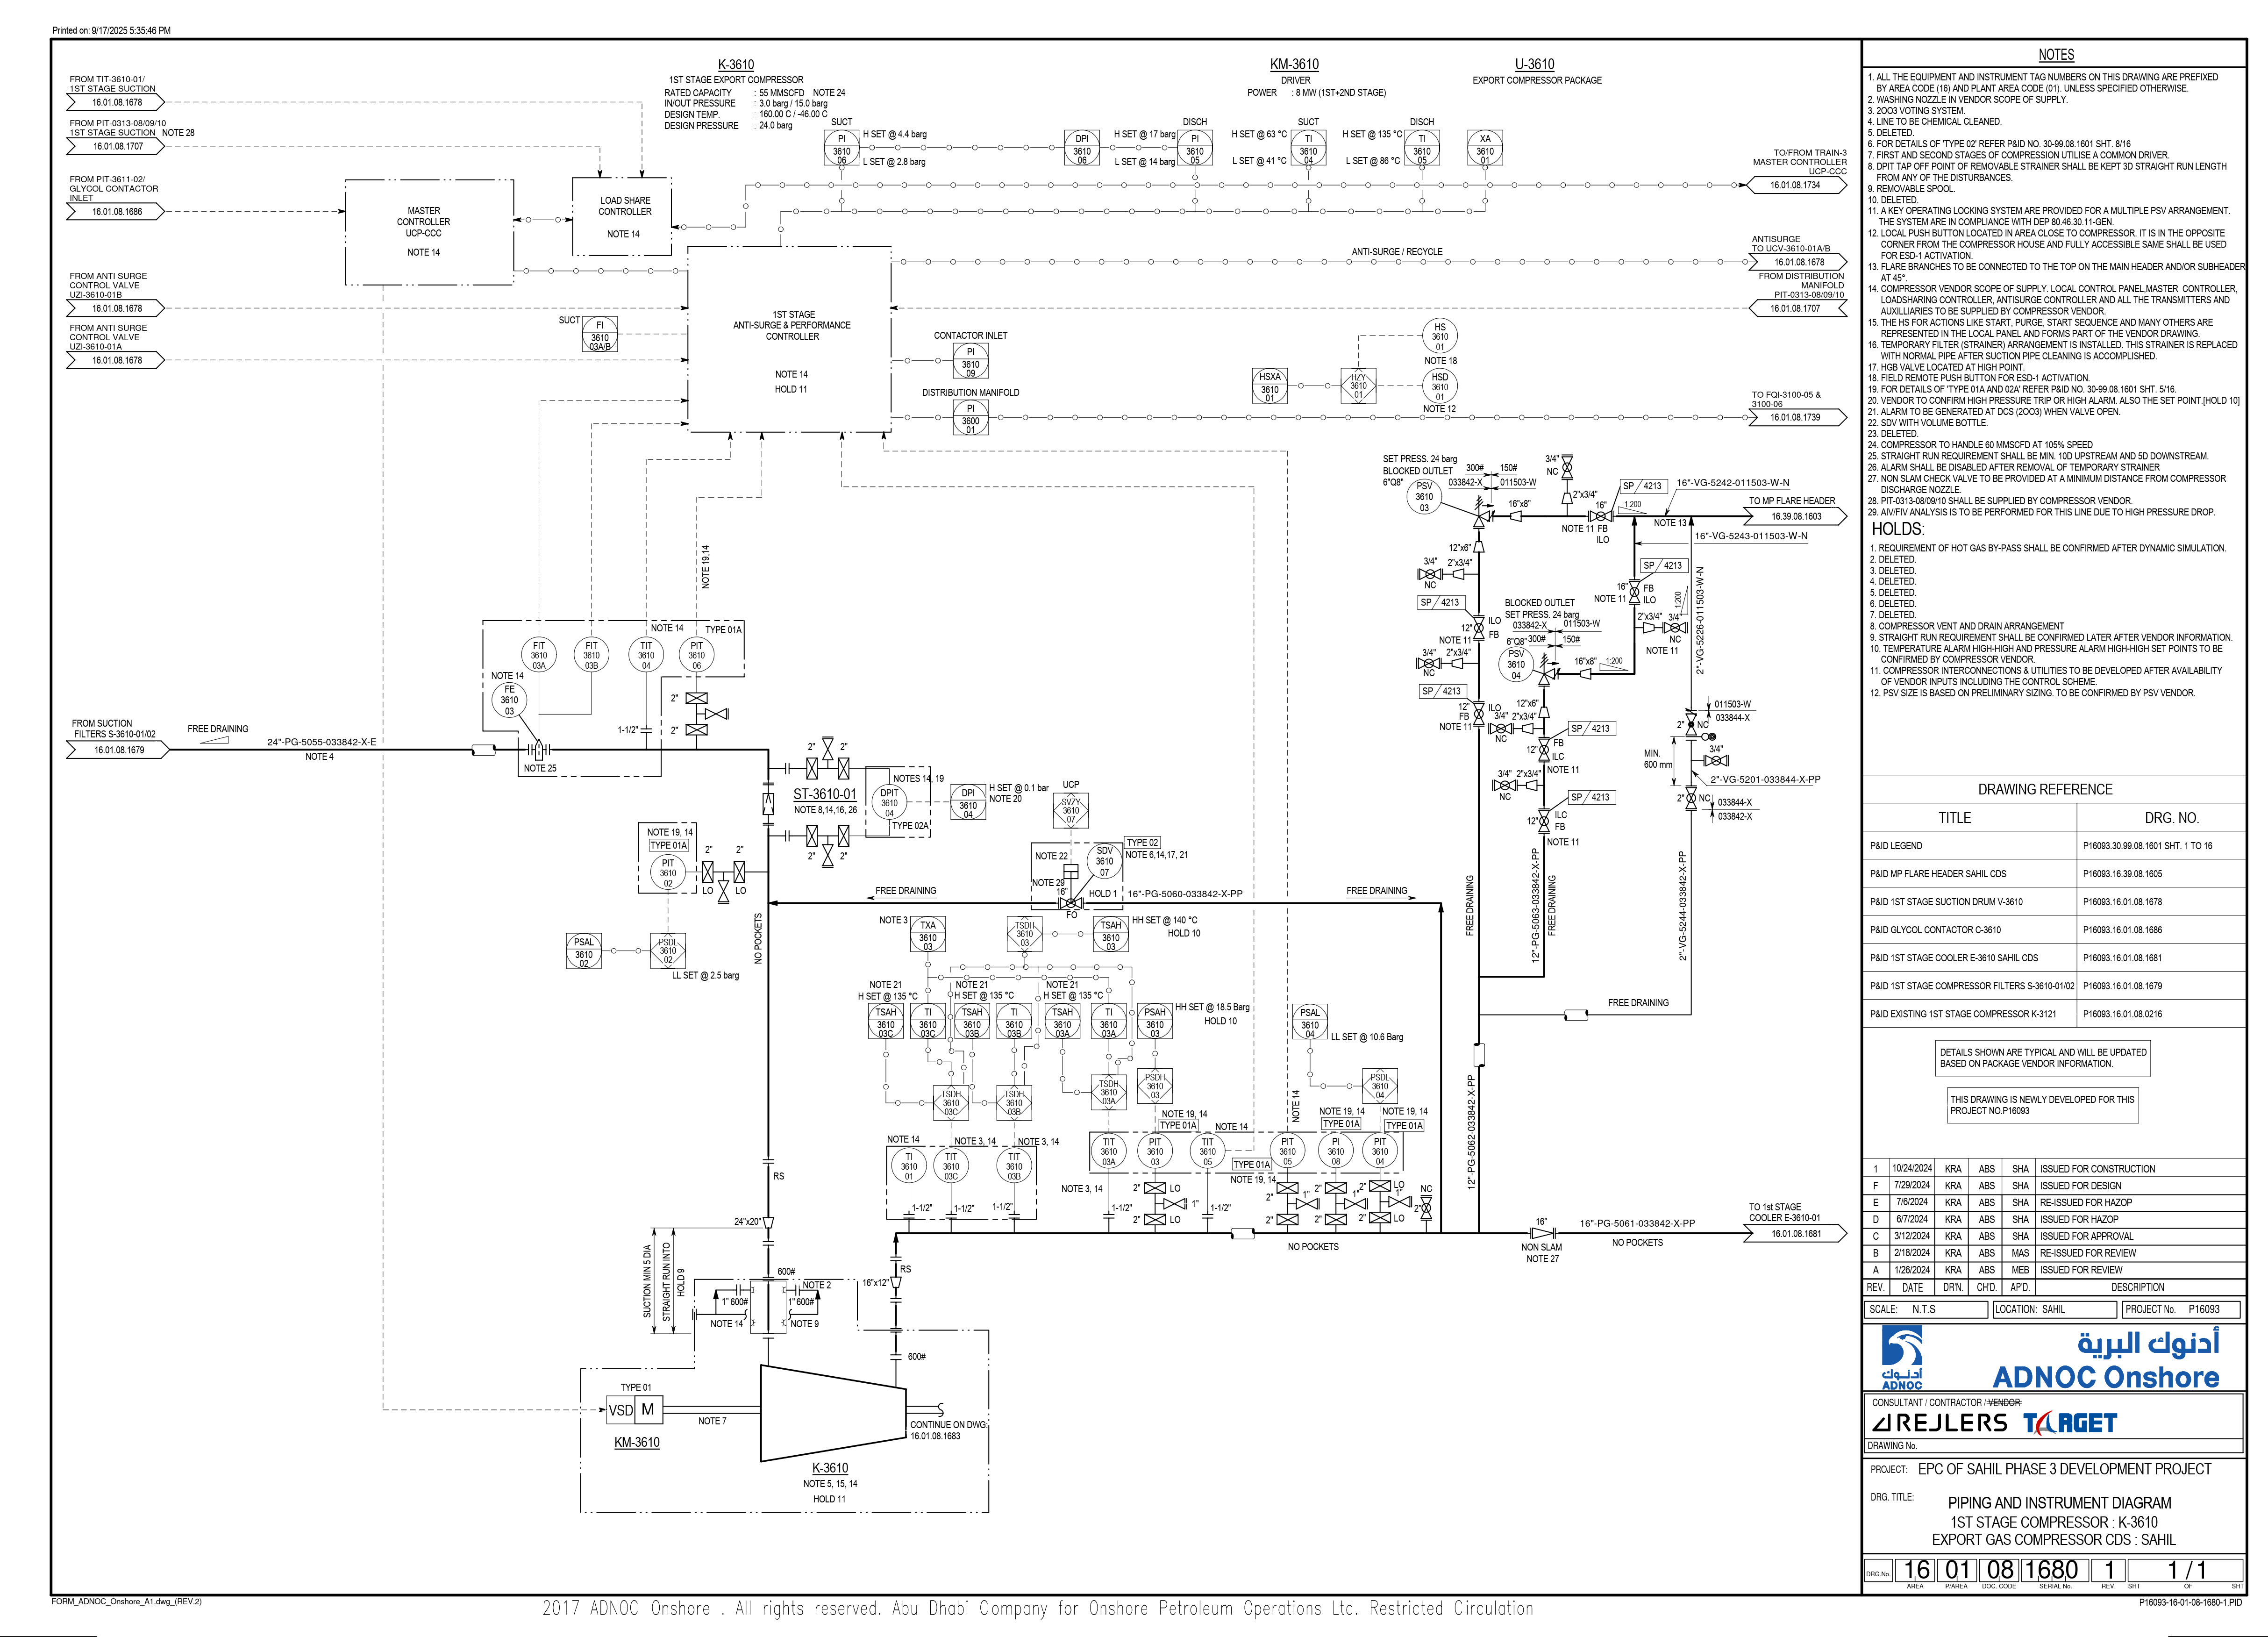 Printed on: 9/17/2025 5:35:46 PM
FROM TIT-3610-01/
1ST STAGE SUCTION
16.01.08.1678
FROM PIT-3613-08/09/10
1ST STAGE SUCTION NOTE 28
16.01.08.1707
FROM PIT-3611-02/
GLYCOL CONTACTOR
INLET
16.01.08.1686
FROM ANTI SURGE
CONTROL VALVE
UZI-3610-01B
16.01.08.1678
FROM ANTI SURGE
CONTROL VALVE
UZI-3610-01A
16.01.08.1678
MASTER
CONTROLLER
UCP-CCC
NOTE 14
LOAD SHARE
CONTROLLER
NOTE 14
K-3610
1ST STAGE EXPORT COMPRESSOR
RATED CAPACITY : 55 MMSCFD NOTE 24
IN/OUT PRESSURE : 3.0 barg / 15.0 barg
DESIGN TEMP. : 160.00 C / -46.00 C
DESIGN PRESSURE : 24.0 barg
KM-3610
DRIVER
POWER : 8 MW (1ST+2ND STAGE)
U-3610
EXPORT COMPRESSOR PACKAGE
SUCT
PI
3610
06
H SET @ 4.4 barg
L SET @ 2.8 barg
DPI
3610
06
DISCH
H SET @ 17 barg
L SET @ 14 barg
PI
3610
05
SUCT
H SET @ 63 °C
L SET @ 41 °C
TI
3610
04
DISCH
H SET @ 135 °C
L SET @ 86 °C
TI
3610
05
XA
3610
01
TO/FROM TRAIN-3
MASTER CONTROLLER
UCP-CCC
16.01.08.1734
ANTI-SURGE / RECYCLE
ANTISURGE
TO UCV-3610-01A/B
16.01.08.1678
FROM DISTRIBUTION
MANIFOLD
PIT-0313-08/09/10
16.01.08.1707
SUCT
FI
3610
03A/B
1ST STAGE
ANTI-SURGE & PERFORMANCE
CONTROLLER
NOTE 14
HOLD 11
CONTACTOR INLET
PI
3610
09
DISTRIBUTION MANIFOLD
PI
3600
01
HS
3610
01
NOTE 18
HSXA
3610
01
HZY
3610
01
HSD
3610
01
NOTE 12
TO FQI-3100-05 &
3100-06
16.01.08.1739
SET PRESS. 24 barg
BLOCKED OUTLET
6"Q8"
PSV
3610
03
300# 150#
033842-X 011503-W
3/4"
NC
2"x3/4"
16"x8"
16"
NOTE 11 FB
ILO
SP / 4213
1:200
16"-VG-5242-011503-W-N
NOTE 13
TO MP FLARE HEADER
16.39.08.1603
16"-VG-5243-011503-W-N
12"x6"
3/4" 2"x3/4"
NC
SP / 4213
12" ILO
NOTE 11 FB
3/4" 2"x3/4"
NC
SP / 4213
12" ILO
FB
NOTE 11
SP / 4213
16" FB
NOTE 11 ILO
2"x3/4" 3/4"
NC
NOTE 11
1:200
2"-VG-5226-011503-W-N
BLOCKED OUTLET
SET PRESS. 24 barg
033842-X 011503-W
6"Q8" 300# 150#
PSV
3610
04
16"x8" 1:200
12"x6"
3/4" 2"x3/4"
NC
SP / 4213
FB
12" ILC
NOTE 11
3/4" 2"x3/4"
NC
SP / 4213
ILC
12" FB
NOTE 11
011503-W
2" NC 033844-X
MIN.
600 mm
3/4"
2"-VG-5201-033844-X-PP
2" NC 033844-X
033842-X
FREE DRAINING
12"-PG-5063-033842-X-PP
FREE DRAINING
2"-VG-5244-033842-X-PP
FREE DRAINING
12"-PG-5062-033842-X-PP
NOTE 19,14
NOTE 14 TYPE 01A
FIT
3610
03A
FIT
3610
03B
TIT
3610
04
PIT
3610
06
NOTE 14
FE
3610
03
2"
2"
1-1/2"
NOTE 25
FROM SUCTION
FILTERS S-3610-01/02
16.01.08.1679
FREE DRAINING
24"-PG-5055-033842-X-E
NOTE 4
2" 2"
ST-3610-01
NOTE 8,14,16, 26
2" 2"
NOTES 14, 19
DPIT
3610
04
TYPE 02A
DPI
3610
04
H SET @ 0.1 bar
NOTE 20
UCP
SVZY
3610
07
NOTE 22
SDV
3610
07
TYPE 02
NOTE 6,14,17, 21
NOTE 29
16"
HOLD 1
FO
16"-PG-5060-033842-X-PP
FREE DRAINING
FREE DRAINING
NOTE 19, 14
TYPE 01A
PIT
3610
02
2" 2"
LO LO
PSAL
3610
02
PSDL
3610
02
LL SET @ 2.5 barg
NO POCKETS
NOTE 3
TXA
3610
03
TSDH
3610
03
TSAH
3610
03
HH SET @ 140 °C
HOLD 10
NOTE 21
H SET @ 135 °C
NOTE 21
H SET @ 135 °C
NOTE 21
H SET @ 135 °C
TSAH
3610
03C
TI
3610
03C
TSAH
3610
03B
TI
3610
03B
TSAH
3610
03A
TI
3610
03A
PSAH
3610
03
HH SET @ 18.5 Barg
HOLD 10
PSAL
3610
04
LL SET @ 10.6 Barg
TSDH
3610
03C
TSDH
3610
03B
TSDH
3610
03A
PSDH
3610
03
PSDL
3610
04
NOTE 14
NOTE 14 NOTE 3, 14 NOTE 3, 14
TI
3610
01
TIT
3610
03C
TIT
3610
03B
1-1/2" 1-1/2" 1-1/2"
NOTE 19, 14
TYPE 01A NOTE 14
NOTE 19, 14
TYPE 01A
NOTE 19, 14
TYPE 01A
TIT
3610
03A
PIT
3610
03
TIT
3610
05
TYPE 01A
NOTE 19, 14
PIT
3610
05
PI
3610
08
PIT
3610
04
NOTE 3, 14
1-1/2"
2" LO
1"
2" LO
1-1/2"
2" 1" 2"
2" 1" 2"
2" LO 1"
2" LO
NC
2"
NO POCKETS
16"
NON SLAM
NOTE 27
16"-PG-5061-033842-X-PP
NO POCKETS
TO 1st STAGE
COOLER E-3610-01
16.01.08.1681
RS
24"x20"
SUCTION MIN 5 DIA
STRAIGHT RUN INTO
HOLD 9
600#
NOTE 2
1" 600# 1" 600#
NOTE 14 NOTE 9
RS
16"x12"
600#
TYPE 01
VSD M
KM-3610
NOTE 7
CONTINUE ON DWG.
16.01.08.1683
K-3610
NOTE 5, 15, 14
HOLD 11
NOTES
1. ALL THE EQUIPMENT AND INSTRUMENT TAG NUMBERS ON THIS DRAWING ARE PREFIXED
BY AREA CODE (16) AND PLANT AREA CODE (01). UNLESS SPECIFIED OTHERWISE.
2. WASHING NOZZLE IN VENDOR SCOPE OF SUPPLY.
3. 2OO3 VOTING SYSTEM.
4. LINE TO BE CHEMICAL CLEANED.
5. DELETED.
6. FOR DETAILS OF 'TYPE 02' REFER P&ID NO. 30-99.08.1601 SHT. 8/16
7. FIRST AND SECOND STAGES OF COMPRESSION UTILISE A COMMON DRIVER.
8. DPIT TAP OFF POINT OF REMOVABLE STRAINER SHALL BE KEPT 3D STRAIGHT RUN LENGTH
FROM ANY OF THE DISTURBANCES.
9. REMOVABLE SPOOL.
10. DELETED.
11. A KEY OPERATING LOCKING SYSTEM ARE PROVIDED FOR A MULTIPLE PSV ARRANGEMENT.
THE SYSTEM ARE IN COMPLIANCE WITH DEP 80.46.30.11-GEN.
12. LOCAL PUSH BUTTON LOCATED IN AREA CLOSE TO COMPRESSOR. IT IS IN THE OPPOSITE
CORNER FROM THE COMPRESSOR HOUSE AND FULLY ACCESSIBLE SAME SHALL BE USED
FOR ESD-1 ACTIVATION.
13. FLARE BRANCHES TO BE CONNECTED TO THE TOP ON THE MAIN HEADER AND/OR SUBHEADER
AT 45°.
14. COMPRESSOR VENDOR SCOPE OF SUPPLY. LOCAL CONTROL PANEL,MASTER CONTROLLER,
LOADSHARING CONTROLLER, ANTISURGE CONTROLLER AND ALL THE TRANSMITTERS AND
AUXILLIARIES TO BE SUPPLIED BY COMPRESSOR VENDOR.
15. THE HS FOR ACTIONS LIKE START, PURGE, START SEQUENCE AND MANY OTHERS ARE
REPRESENTED IN THE LOCAL PANEL AND FORMS PART OF THE VENDOR DRAWING.
16. TEMPORARY FILTER (STRAINER) ARRANGEMENT IS INSTALLED. THIS STRAINER IS REPLACED
WITH NORMAL PIPE AFTER SUCTION PIPE CLEANING IS ACCOMPLISHED.
17. HGB VALVE LOCATED AT HIGH POINT.
18. FIELD REMOTE PUSH BUTTON FOR ESD-1 ACTIVATION.
19. FOR DETAILS OF 'TYPE 01A AND 02A' REFER P&ID NO. 30-99.08.1601 SHT. 5/16.
20. VENDOR TO CONFIRM HIGH PRESSURE TRIP OR HIGH ALARM. ALSO THE SET POINT.[HOLD 10]
21. ALARM TO BE GENERATED AT DCS (2OO3) WHEN VALVE OPEN.
22. SDV WITH VOLUME BOTTLE.
23. DELETED.
24. COMPRESSOR TO HANDLE 60 MMSCFD AT 105% SPEED
25. STRAIGHT RUN REQUIREMENT SHALL BE MIN. 10D UPSTREAM AND 5D DOWNSTREAM.
26. ALARM SHALL BE DISABLED AFTER REMOVAL OF TEMPORARY STRAINER
27. NON SLAM CHECK VALVE TO BE PROVIDED AT A MINIMUM DISTANCE FROM COMPRESSOR
DISCHARGE NOZZLE.
28. PIT-0313-08/09/10 SHALL BE SUPPLIED BY COMPRESSOR VENDOR.
29. AIV/FIV ANALYSIS IS TO BE PERFORMED FOR THIS LINE DUE TO HIGH PRESSURE DROP.
HOLDS:
1. REQUIREMENT OF HOT GAS BY-PASS SHALL BE CONFIRMED AFTER DYNAMIC SIMULATION.
2. DELETED.
3. DELETED.
4. DELETED.
5. DELETED.
6. DELETED.
7. DELETED.
8. COMPRESSOR VENT AND DRAIN ARRANGEMENT
9. STRAIGHT RUN REQUIREMENT SHALL BE CONFIRMED LATER AFTER VENDOR INFORMATION.
10. TEMPERATURE ALARM HIGH-HIGH AND PRESSURE ALARM HIGH-HIGH SET POINTS TO BE
CONFIRMED BY COMPRESSOR VENDOR.
11. COMPRESSOR INTERCONNECTIONS & UTILITIES TO BE DEVELOPED AFTER AVAILABILITY
OF VENDOR INPUTS INCLUDING THE CONTROL SCHEME.
12. PSV SIZE IS BASED ON PRELIMINARY SIZING. TO BE CONFIRMED BY PSV VENDOR.
DRAWING REFERENCE
TITLE DRG. NO.
P&ID LEGEND P16093.30.99.08.1601 SHT. 1 TO 16
P&ID MP FLARE HEADER SAHIL CDS P16093.16.39.08.1605
P&ID 1ST STAGE SUCTION DRUM V-3610 P16093.16.01.08.1678
P&ID GLYCOL CONTACTOR C-3610 P16093.16.01.08.1686
P&ID 1ST STAGE COOLER E-3610 SAHIL CDS P16093.16.01.08.1681
P&ID 1ST STAGE COMPRESSOR FILTERS S-3610-01/02 P16093.16.01.08.1679
P&ID EXISTING 1ST STAGE COMPRESSOR K-3121 P16093.16.01.08.0216
DETAILS SHOWN ARE TYPICAL AND WILL BE UPDATED
BASED ON PACKAGE VENDOR INFORMATION.
THIS DRAWING IS NEWLY DEVELOPED FOR THIS
PROJECT NO.P16093
1 10/24/2024 KRA ABS SHA ISSUED FOR CONSTRUCTION
F 7/29/2024 KRA ABS SHA ISSUED FOR DESIGN
E 7/6/2024 KRA ABS SHA RE-ISSUED FOR HAZOP
D 6/7/2024 KRA ABS SHA ISSUED FOR HAZOP
C 3/12/2024 KRA ABS SHA ISSUED FOR APPROVAL
B 2/18/2024 KRA ABS MAS RE-ISSUED FOR REVIEW
A 1/26/2024 KRA ABS MEB ISSUED FOR REVIEW
REV. DATE DR'N. CH'D. AP'D. DESCRIPTION
SCALE: N.T.S LOCATION: SAHIL PROJECT No. P16093
أدنوك
ADNOC
أدنوك البرية
ADNOC Onshore
CONSULTANT / CONTRACTOR / VENDOR
REJLERS TARGET
DRAWING No.
PROJECT: EPC OF SAHIL PHASE 3 DEVELOPMENT PROJECT
DRG. TITLE:
PIPING AND INSTRUMENT DIAGRAM
1ST STAGE COMPRESSOR : K-3610
EXPORT GAS COMPRESSOR CDS : SAHIL
DRG.No. 16 01 08 1680 1 1 / 1
AREA P/AREA DOC. CODE SERIAL No. REV. SHT OF SHT
FORM_ADNOC_Onshore_A1.dwg_(REV.2)
2017 ADNOC Onshore . All rights reserved. Abu Dhabi Company for Onshore Petroleum Operations Ltd. Restricted Circulation
P16093-16-01-08-1680-1.PID